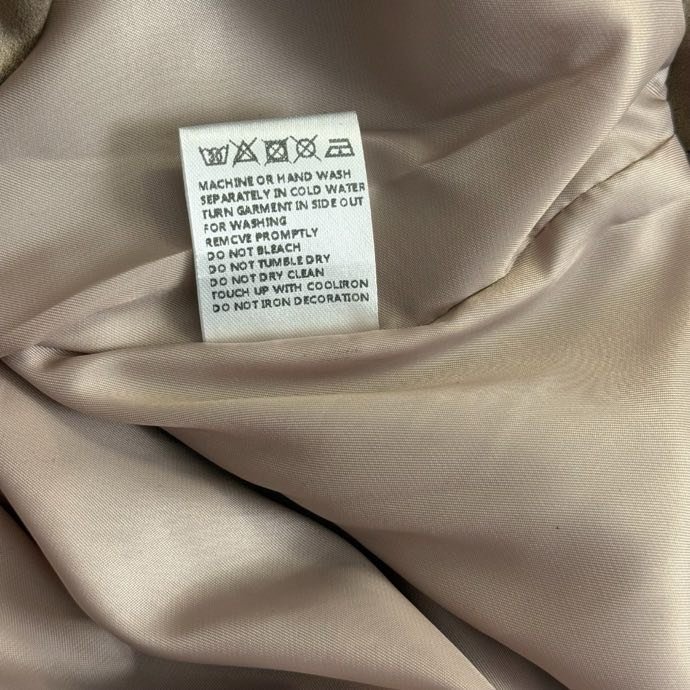 MACHINE OR HAND WASH
SEPARATELY IN COLD WATER
TURN GARMENT IN SIDE OUT
FOR WASHING
REMCVE PROMPTLY
DO NOT BLEACH
DO NOT TUMBLE DRY
DO NOT DRY CLEAN
TOUCH UP WITH COOLIRON
DO NOT IRON DECORATION